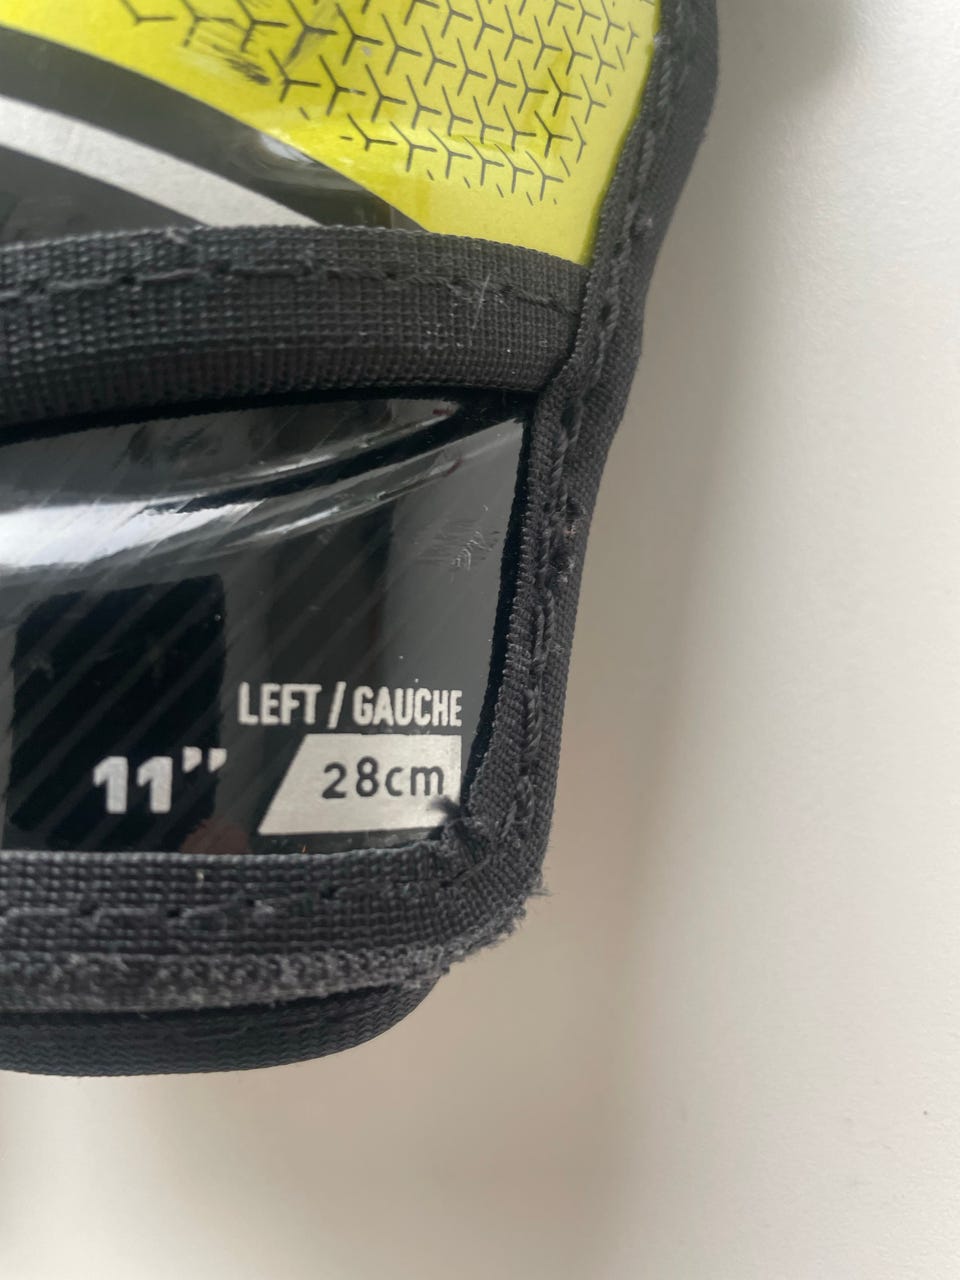 LEFT / GAUCHE
11” 28cm